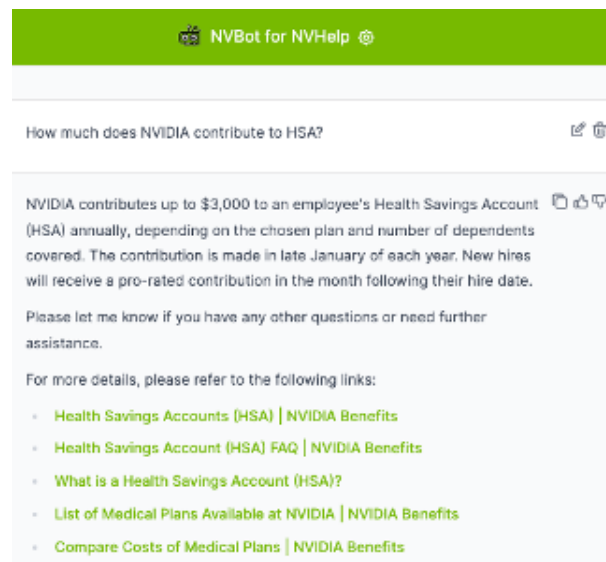 NVBot for NVHelp
How much does NVIDIA contribute to HSA?
NVIDIA contributes up to $3,000 to an employee's Health Savings Account
(HSA) annually, depending on the chosen plan and number of dependents
covered. The contribution is made in late January of each year. New hires
will receive a pro-rated contribution in the month following their hire date.
Please let me know if you have any other questions or need further
assistance.
For more details, please refer to the following links:
Health Savings Accounts (HSA) | NVIDIA Benefits
Health Savings Account (HSA) FAQ | NVIDIA Benefits
What is a Health Savings Account (HSA)?
List of Medical Plans Available at NVIDIA | NVIDIA Benefits
Compare Costs of Medical Plans | NVIDIA Benefits